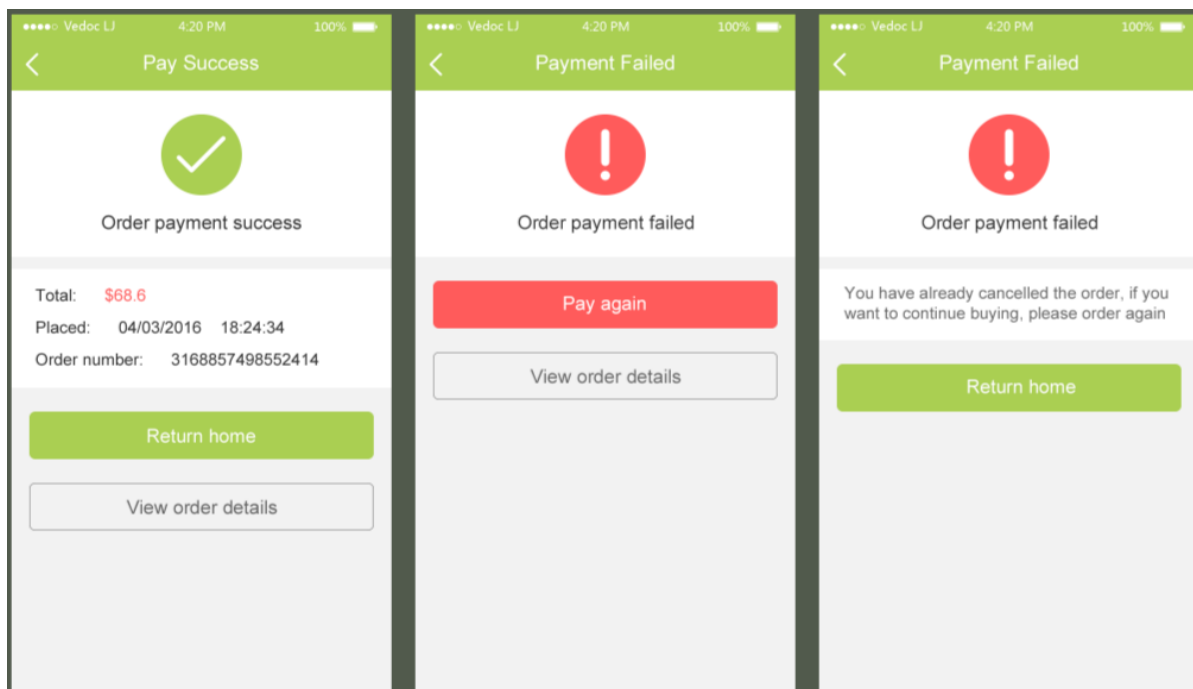 Vedoc LJ 4:20 PM 100%
Pay Success
Order payment success
Total: $68.6
Placed: 04/03/2016 18:24:34
Order number: 3168857498552414
Return home
View order details
Vedoc LJ 4:20 PM 100%
Payment Failed
Order payment failed
Pay again
View order details
Vedoc LJ 4:20 PM 100%
Payment Failed
Order payment failed
You have already cancelled the order, if you
want to continue buying, please order again
Return home